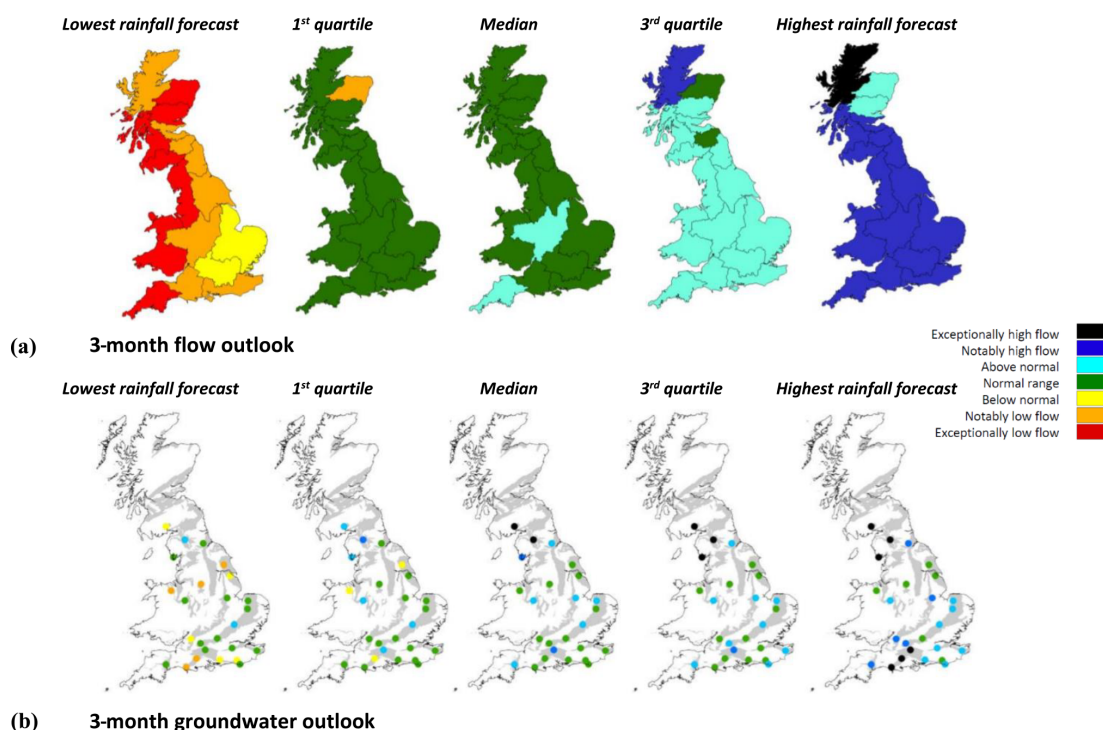 Lowest rainfall forecast 1st quartile Median 3rd quartile Highest rainfall forecast
(a) 3-month flow outlook
Exceptionally high flow
Notably high flow
Above normal
Normal range
Below normal
Notably low flow
Exceptionally low flow
Lowest rainfall forecast 1st quartile Median 3rd quartile Highest rainfall forecast
(b) 3-month groundwater outlook